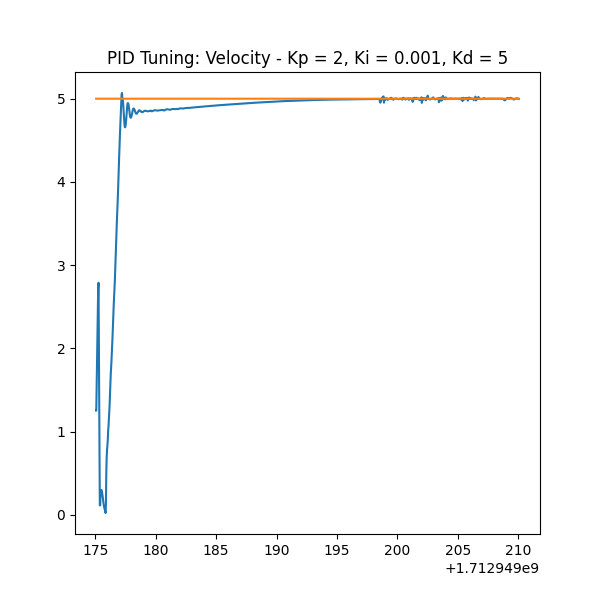 PID Tuning: Velocity - Kp = 2, Ki = 0.001, Kd = 5
5
4
3
2
1
0
175 180 185 190 195 200 205 210
+1.712949e9